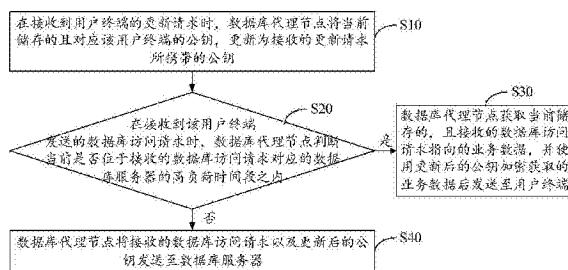 在接收到用户终端的更新请求时，数据库代理节点将当前
储存的且对应该用户终端的公钥，更新为接收的更新请求
所携带的公钥
S10
在接收到该用户终端
发送的数据库访问请求时，数据库代理节点判断
当前是否位于接收的数据库访问请求对应的数据
库服务器的高负荷时间段之内
S20
是
数据库代理节点获取当前储
存的，且接收的数据库访问
请求指向的业务数据，并使
用更新后的公钥加密获取的
业务数据后发送至用户终端
S30
否
数据库代理节点将接收的数据库访问请求以及更新后的公
钥发送至数据库服务器
S40